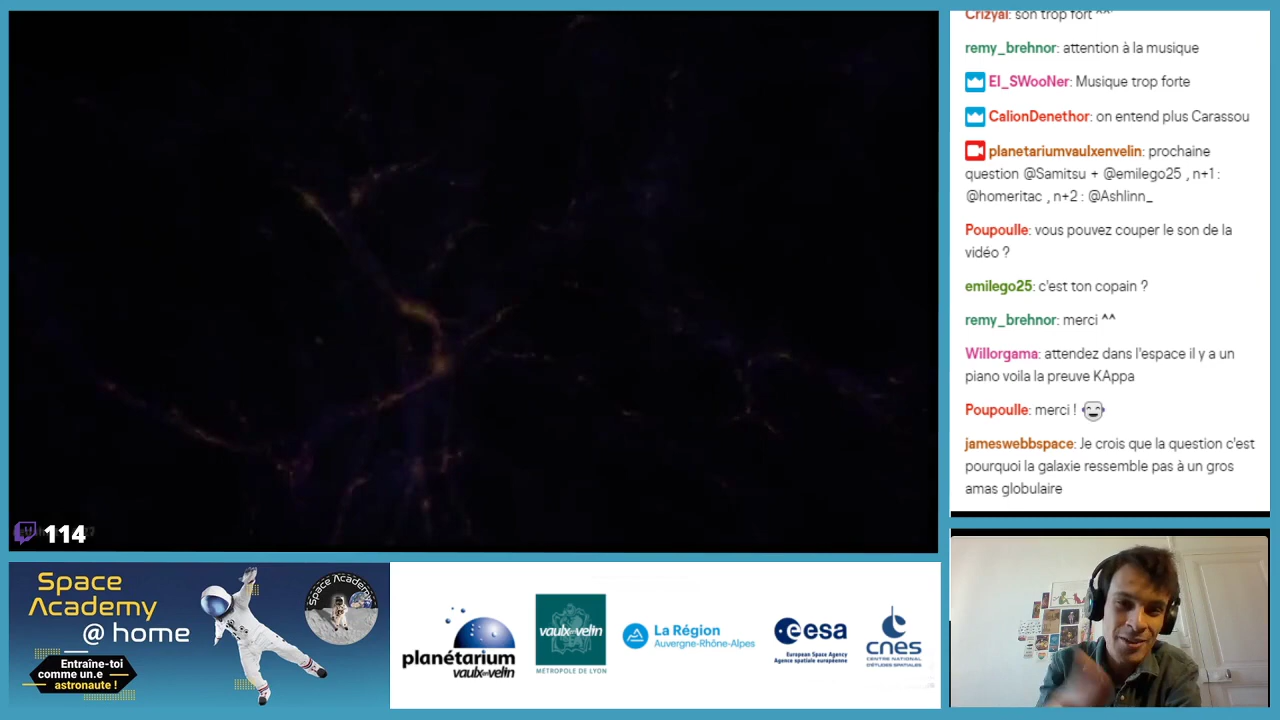 Crizyal: son trop fort ^^'
remy_brehnor: attention à la musique
El_SWooNer: Musique trop forte
CalionDenethor: on entend plus Carassou
planetariumvaulxenvelin: prochaine
question @Samitsu + @emilego25 , n+1 :
@homeritac , n+2 : @Ashlinn_
Poupoulle: vous pouvez couper le son de la
vidéo ?
emilego25: c'est ton copain ?
remy_brehnor: merci ^^
Willorgama: attendez dans l'espace il y a un
piano voila la preuve KAppa
Poupoulle: merci !
jameswebbspace: Je crois que la question c'est
pourquoi la galaxie ressemble pas à un gros
amas globulaire
114
Space
Academy
@ home
Entraîne-toi
comme un.e
astronaute !
Space Academy
planétarium
vaulx en velin
vaulx en velin
MÉTROPOLE DE LYON
La Région
Auvergne-Rhône-Alpes
esa
European Space Agency
Agence spatiale européenne
cnes
CENTRE NATIONAL
D'ÉTUDES SPATIALES